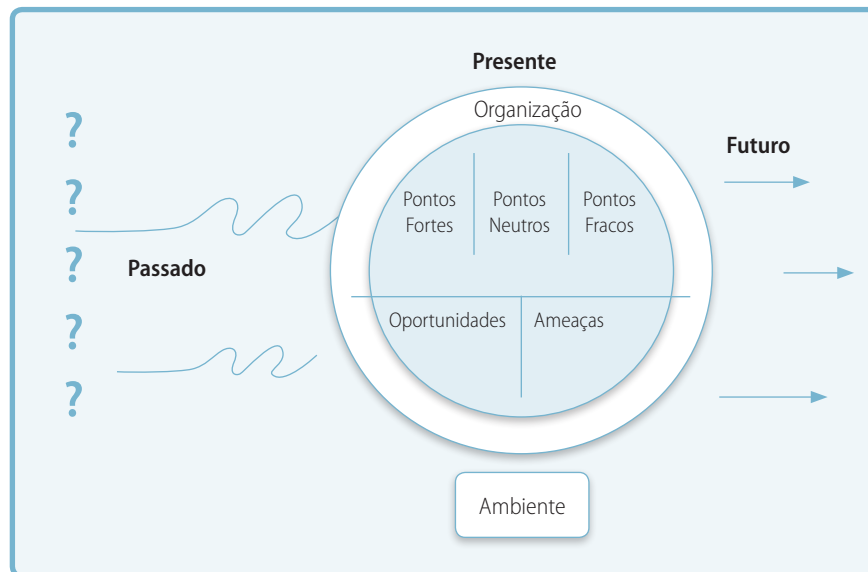 Presente
Organização
?
Futuro
?
Pontos Fortes
Pontos Neutros
Pontos Fracos
?
Passado
Oportunidades
Ameaças
?
?
Ambiente